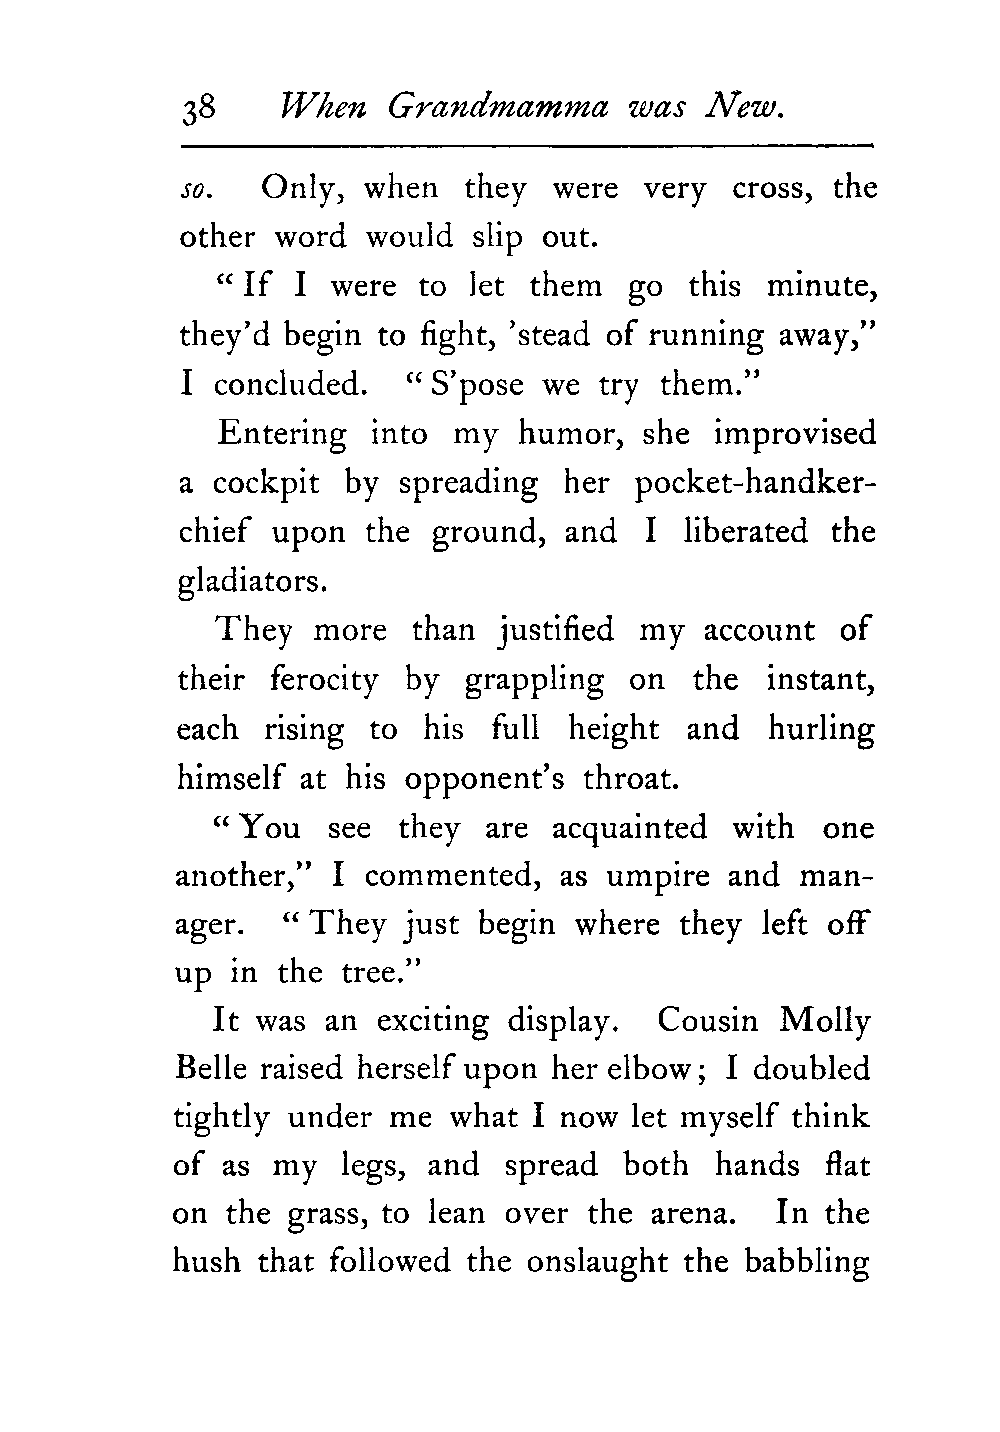 38 When Grandmamma was New.
so. Only, when they were very cross, the
other word would slip out.
“If I were to let them go this minute,
they’d begin to fight, ’stead of running away,”
I concluded. “S’pose we try them.”
Entering into my humor, she improvised
a cockpit by spreading her pocket-handker-
chief upon the ground, and I liberated the
gladiators.
They more than justified my account of
their ferocity by grappling on the instant,
each rising to his full height and hurling
himself at his opponent’s throat.
“You see they are acquainted with one
another,” I commented, as umpire and man-
ager. “They just begin where they left off
up in the tree.”
It was an exciting display. Cousin Molly
Belle raised herself upon her elbow; I doubled
tightly under me what I now let myself think
of as my legs, and spread both hands flat
on the grass, to lean over the arena. In the
hush that followed the onslaught the babbling